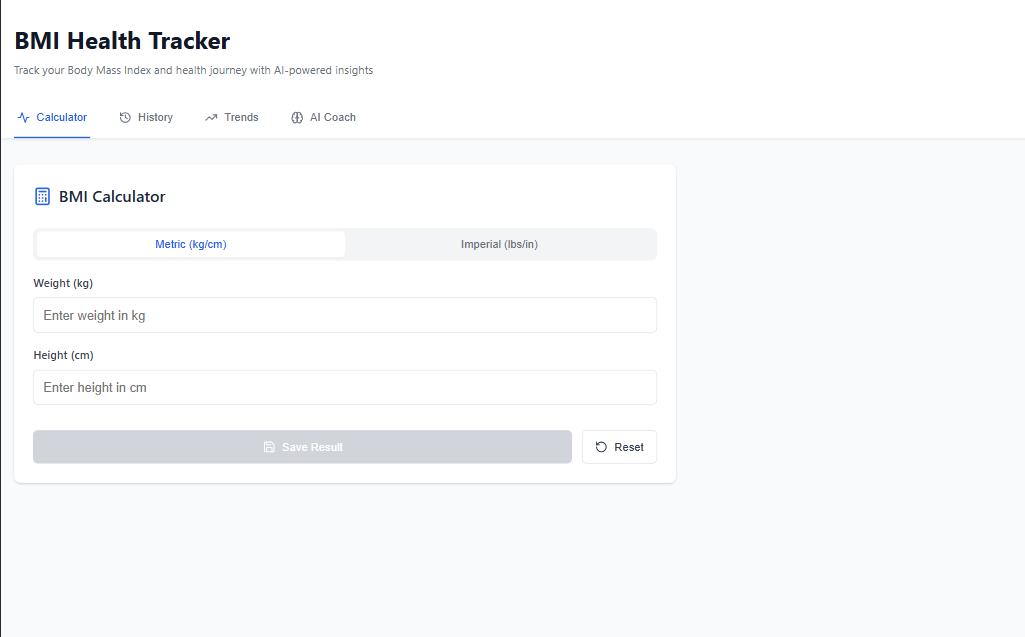 BMI Health Tracker
Track your Body Mass Index and health journey with AI-powered insights
Calculator History Trends AI Coach
BMI Calculator
Metric (kg/cm) Imperial (lbs/in)
Weight (kg)
Enter weight in kg
Height (cm)
Enter height in cm
Save Result Reset